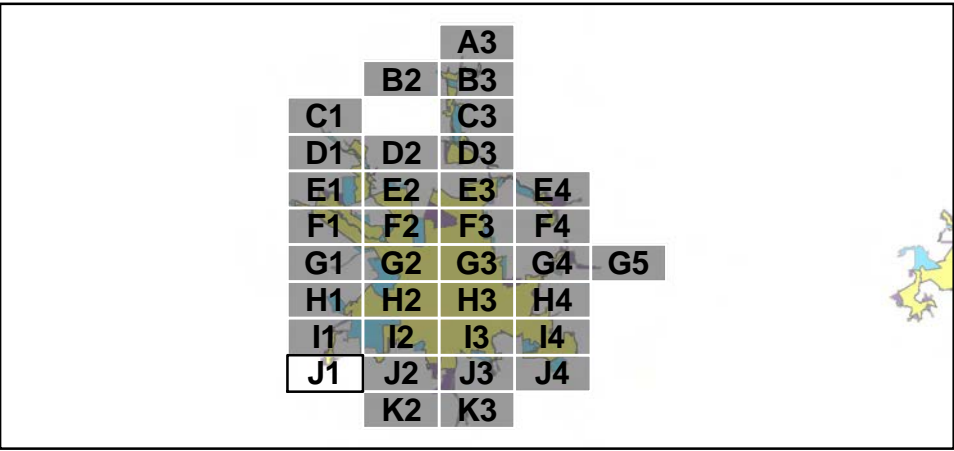 A3
B2 B3
C1 C3
D1 D2 D3
E1 E2 E3 E4
F1 F2 F3 F4
G1 G2 G3 G4 G5
H1 H2 H3 H4
I1 I2 I3 I4
J1 J2 J3 J4
K2 K3